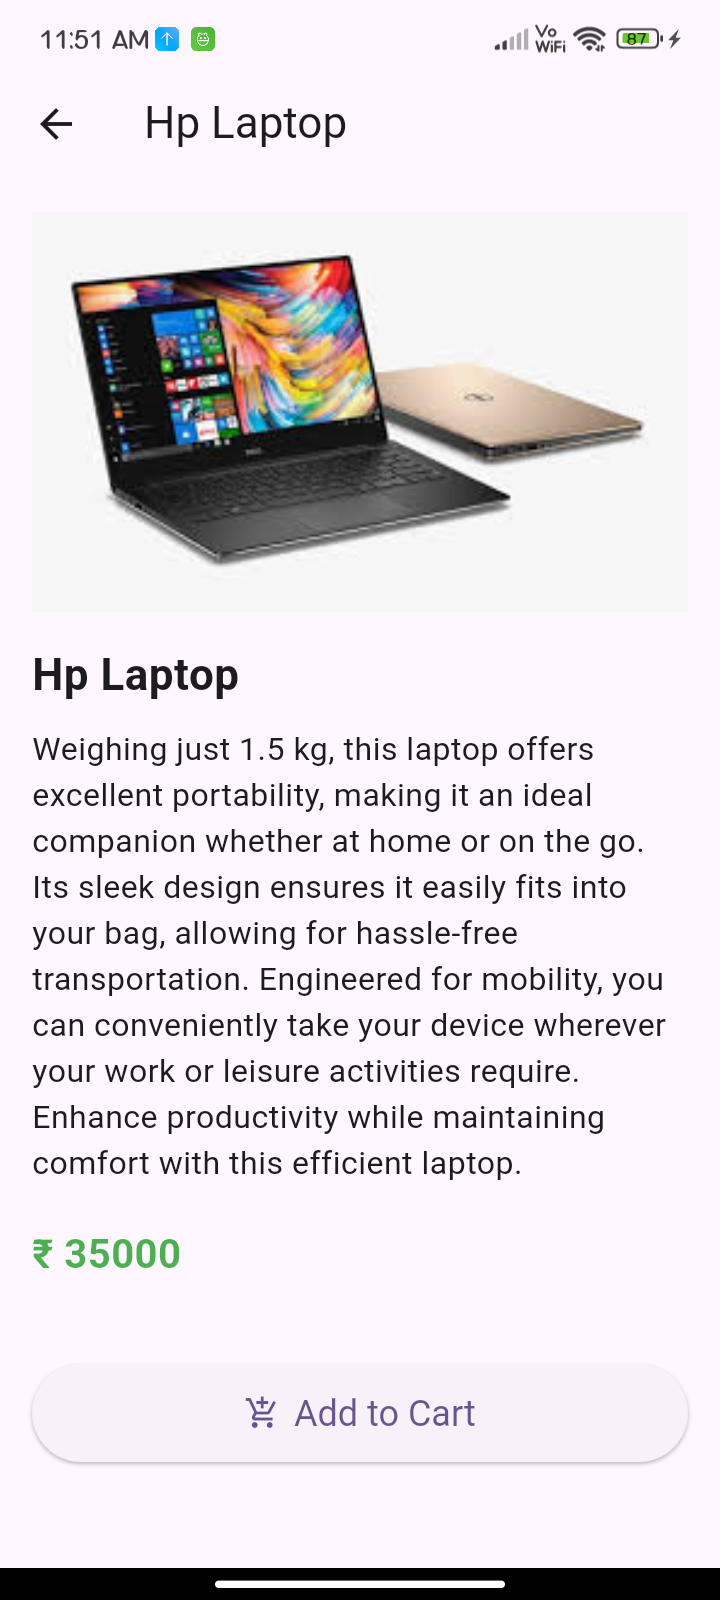 11:51 AM
Vo
WiFi
87
Hp Laptop
Hp Laptop
Weighing just 1.5 kg, this laptop offers
excellent portability, making it an ideal
companion whether at home or on the go.
Its sleek design ensures it easily fits into
your bag, allowing for hassle-free
transportation. Engineered for mobility, you
can conveniently take your device wherever
your work or leisure activities require.
Enhance productivity while maintaining
comfort with this efficient laptop.
₹ 35000
Add to Cart